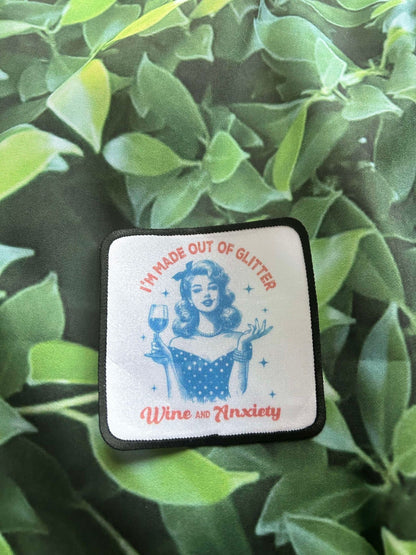 I'M MADE OUT OF GLITTER
Wine AND Anxiety